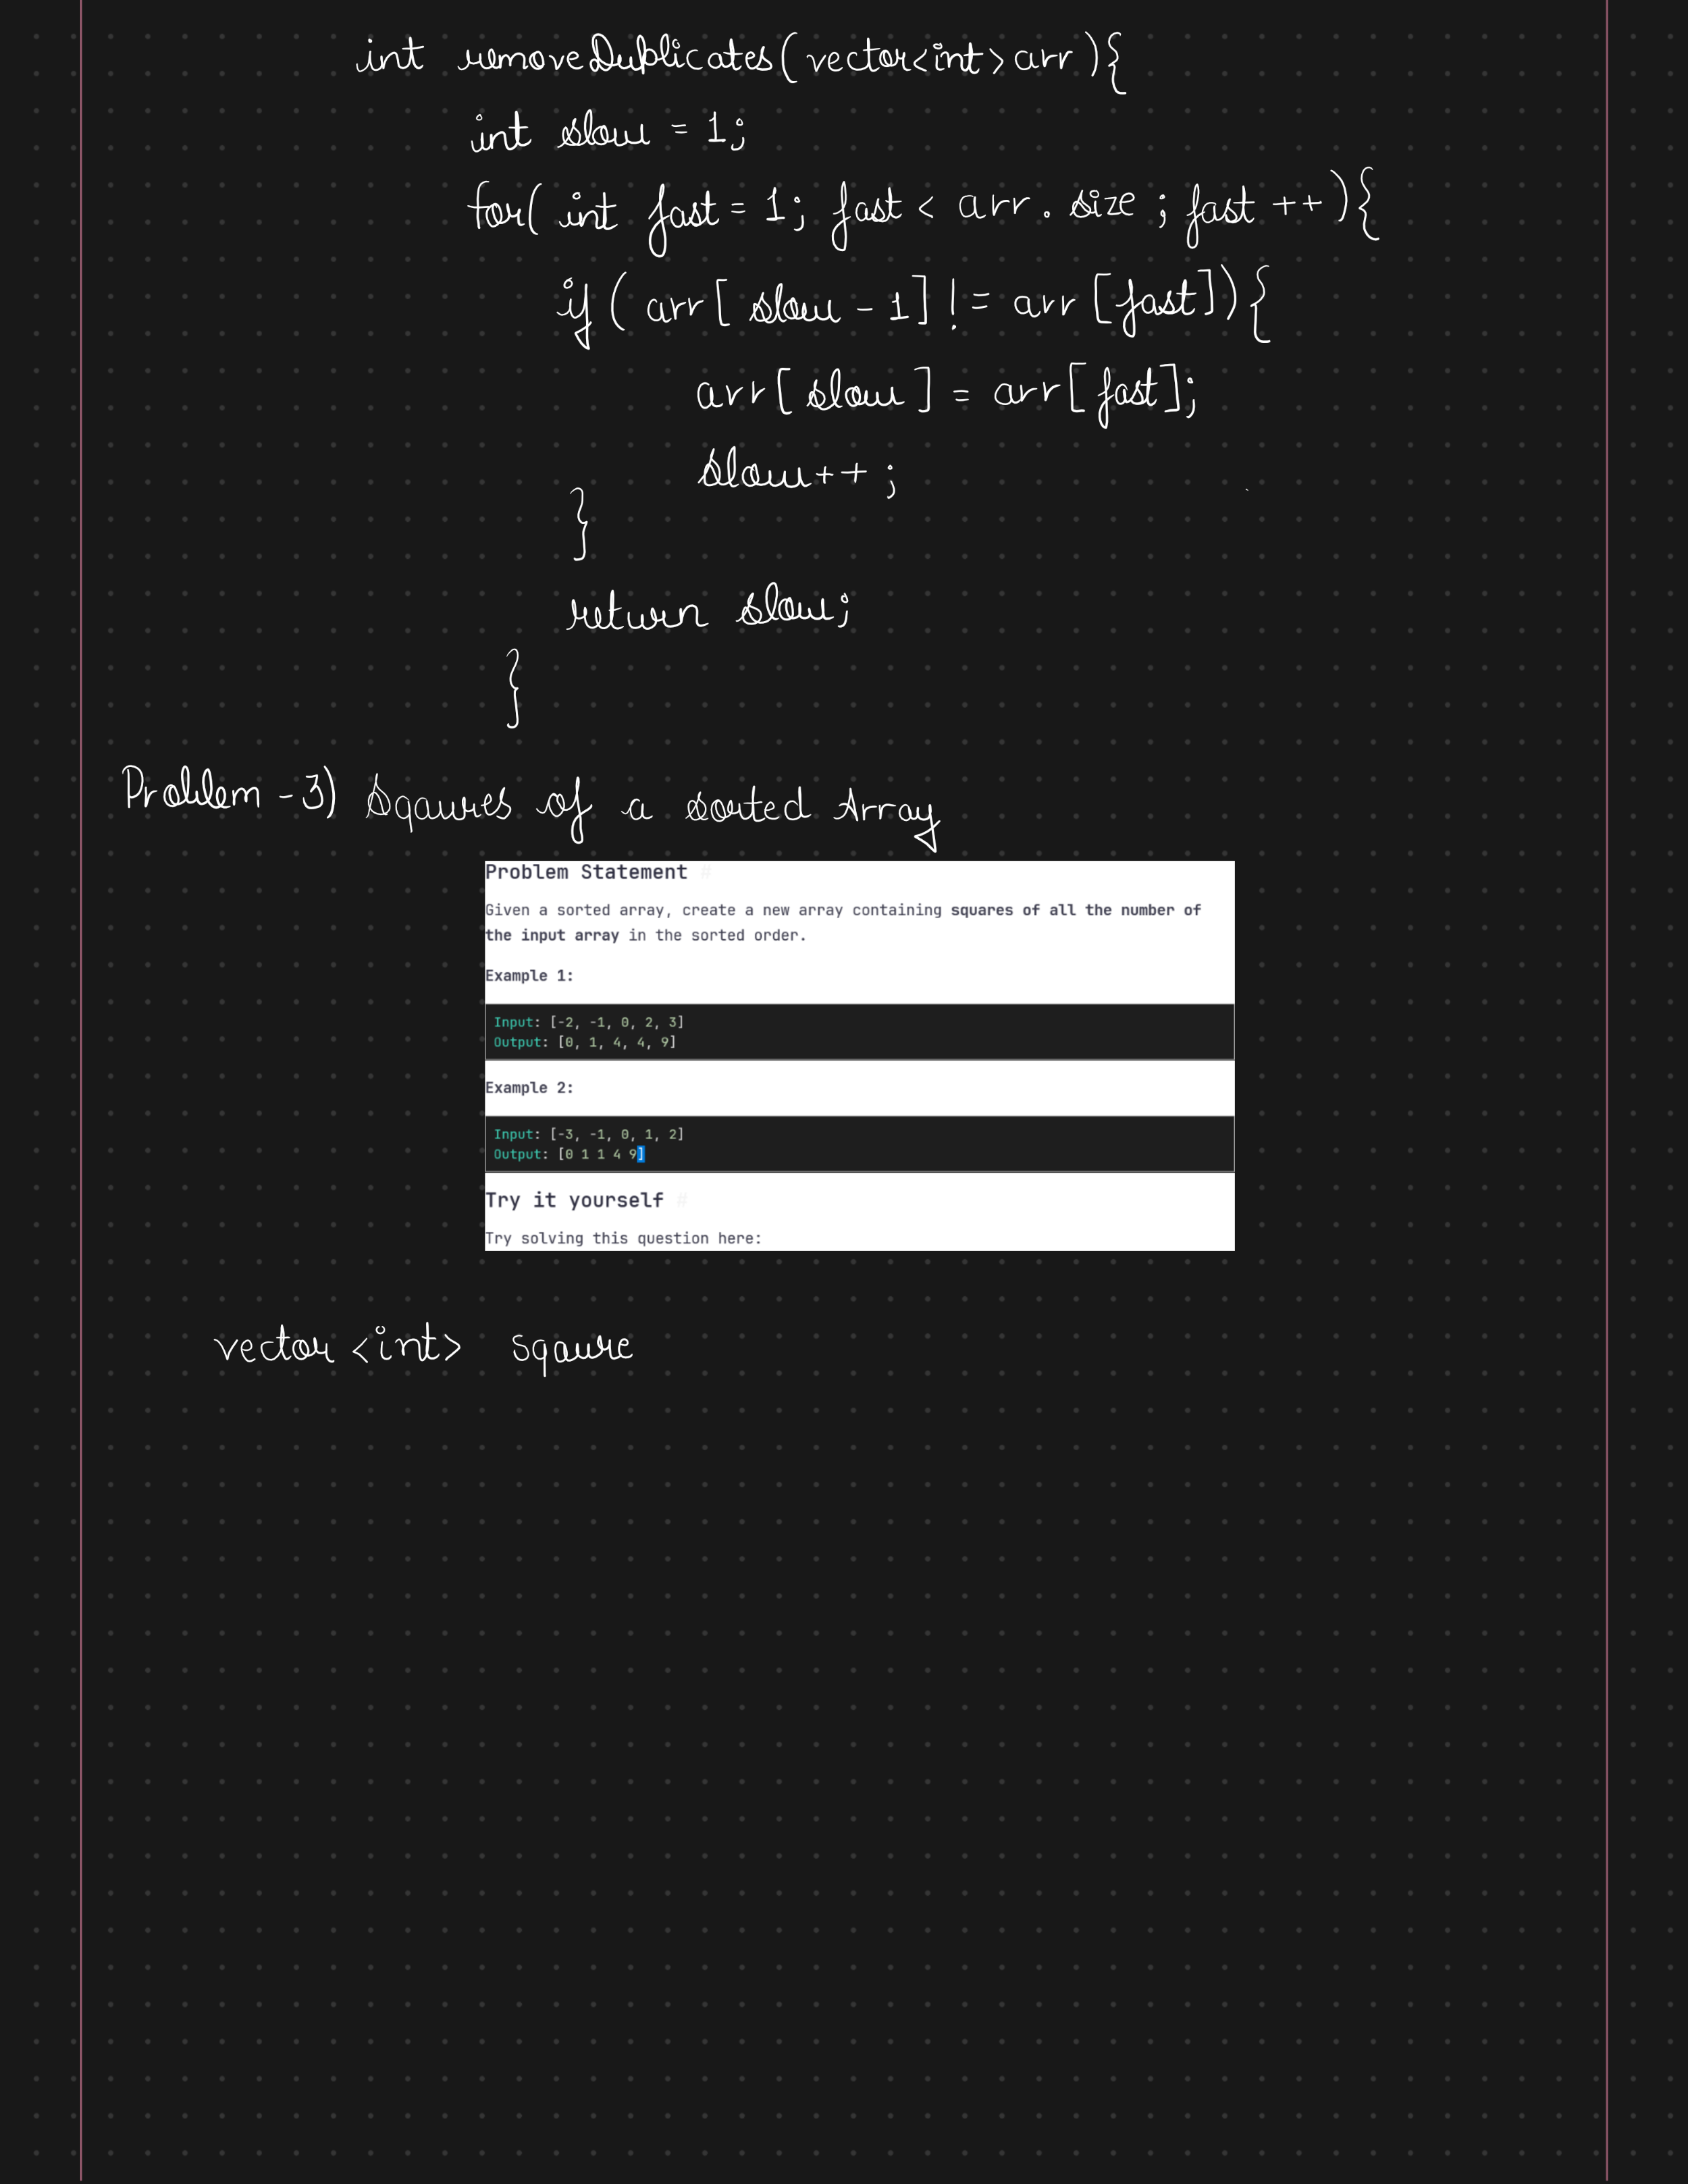 int removeDublicates(vector<int> arr){
int slow = 1;
for( int fast = 1; fast < arr. size ; fast ++){
if ( arr[ slow - 1] != arr [fast]){
arr[ slow ] = arr[ fast];
slow++ ;
}
return slow;
}
Problem - 3) Sqaures of a sorted Array
Problem Statement #
Given a sorted array, create a new array containing squares of all the number of
the input array in the sorted order.
Example 1:
Input: [-2, -1, 0, 2, 3]
Output: [0, 1, 4, 4, 9]
Example 2:
Input: [-3, -1, 0, 1, 2]
Output: [0 1 1 4 9]
Try it yourself #
Try solving this question here:
vector <int> sqaure